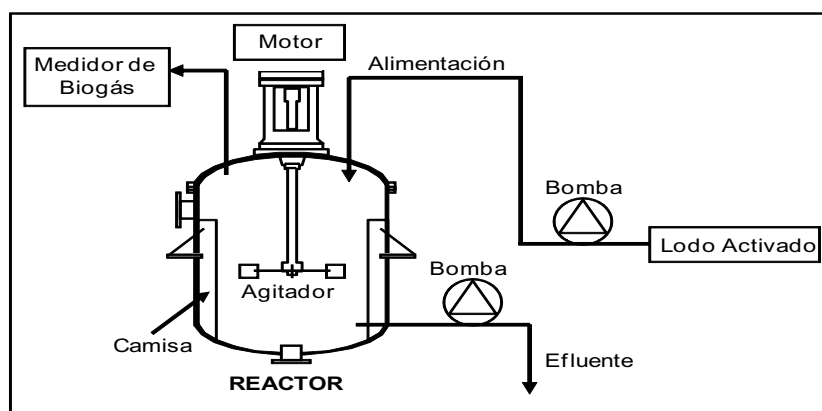 Motor
Medidor de
Biogás
Alimentación
Bomba
Lodo Activado
Bomba
Agitador
Camisa
Efluente
REACTOR